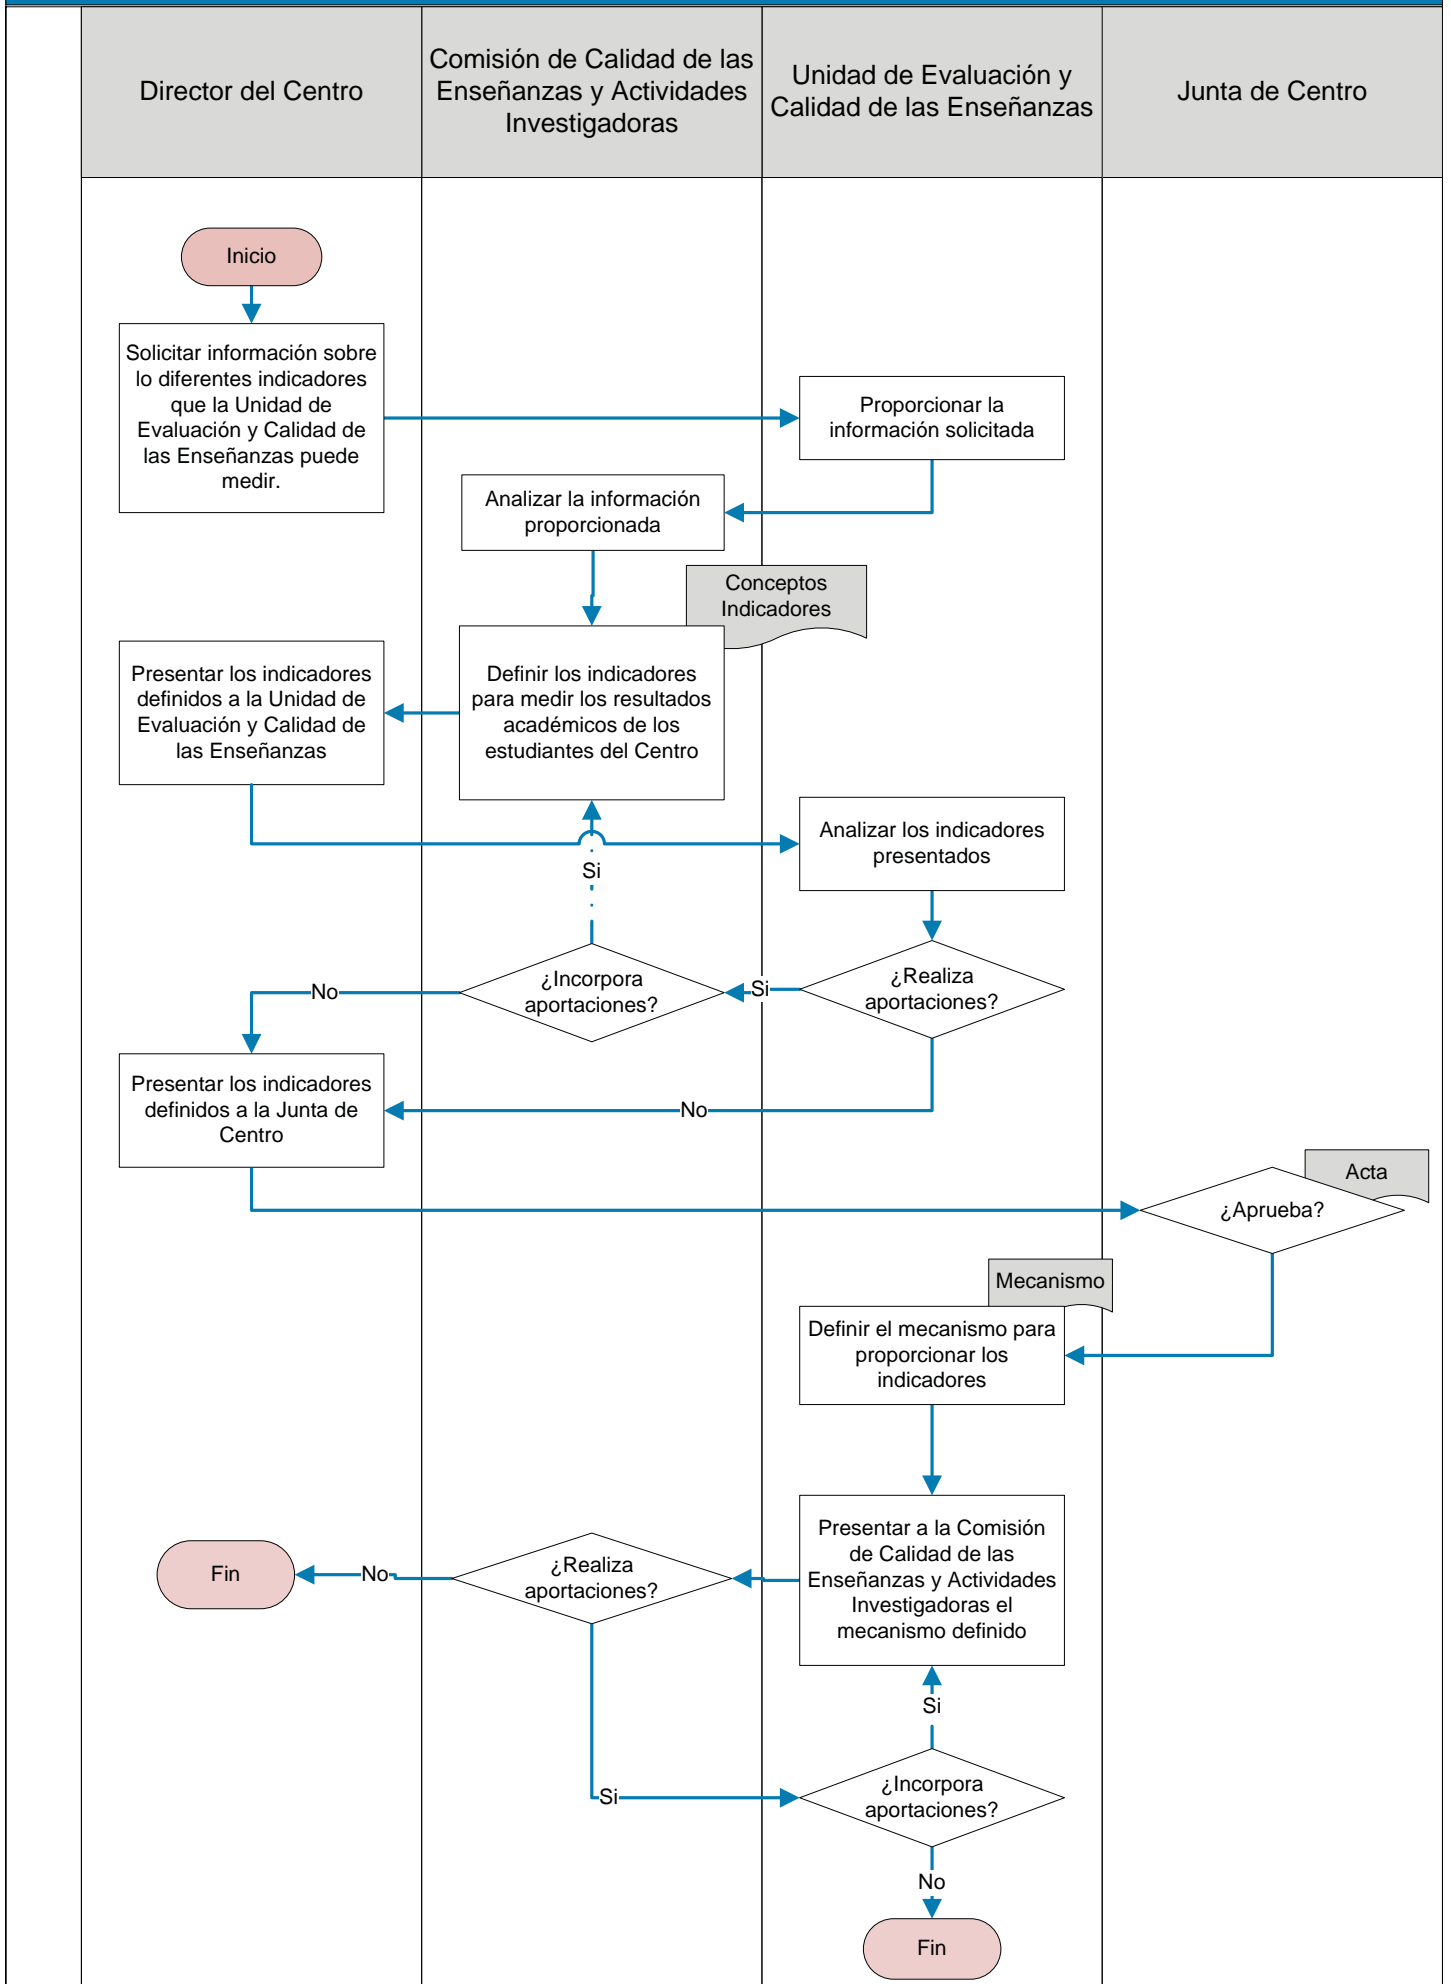 Director del Centro
Comisión de Calidad de las
Enseñanzas y Actividades
Investigadoras
Unidad de Evaluación y
Calidad de las Enseñanzas
Junta de Centro
Inicio
Solicitar información sobre
lo diferentes indicadores
que la Unidad de
Evaluación y Calidad de
las Enseñanzas puede
medir.
Proporcionar la
información solicitada
Analizar la información
proporcionada
Conceptos
Indicadores
Definir los indicadores
para medir los resultados
académicos de los
estudiantes del Centro
Presentar los indicadores
definidos a la Unidad de
Evaluación y Calidad de
las Enseñanzas
Analizar los indicadores
presentados
Si
¿Realiza
aportaciones?
Si
¿Incorpora
aportaciones?
No
No
Presentar los indicadores
definidos a la Junta de
Centro
Acta
¿Aprueba?
Mecanismo
Definir el mecanismo para
proporcionar los
indicadores
Presentar a la Comisión
de Calidad de las
Enseñanzas y Actividades
Investigadoras el
mecanismo definido
¿Realiza
aportaciones?
No
Fin
Si
Si
¿Incorpora
aportaciones?
No
Fin